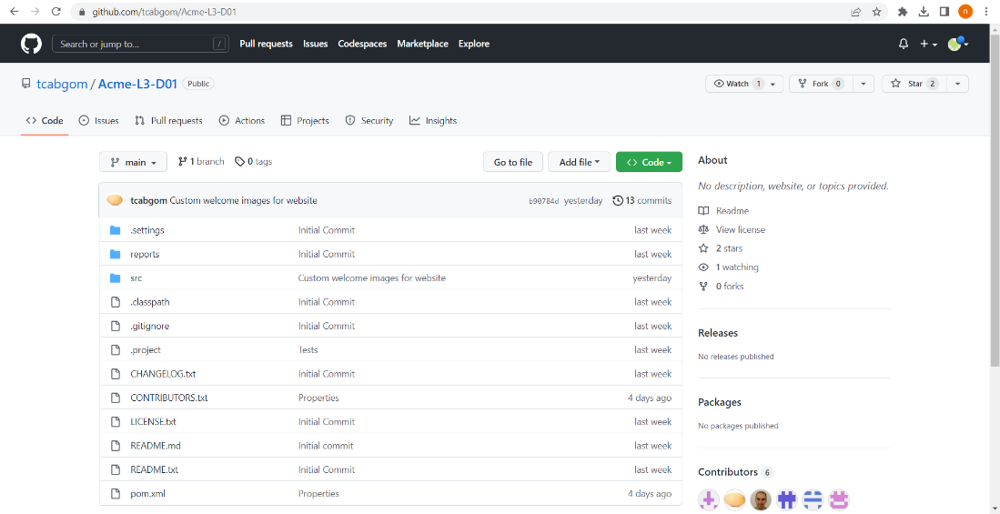 github.com/tcabgom/Acme-L3-D01
n
Search or jump to... /
Pull requests Issues Codespaces Marketplace Explore
tcabgom / Acme-L3-D01 Public
Watch 1 Fork 0 Star 2
Code Issues Pull requests Actions Projects Security Insights
main 1 branch 0 tags Go to file Add file Code
tcabgom Custom welcome images for website b90784d yesterday 13 commits
.settings Initial Commit last week
reports Initial Commit last week
src Custom welcome images for website yesterday
.classpath Initial Commit last week
.gitignore Initial Commit last week
.project Tests last week
CHANGELOG.txt Initial Commit last week
CONTRIBUTORS.txt Properties 4 days ago
LICENSE.txt Initial Commit last week
README.md Initial commit last week
README.txt Initial Commit last week
pom.xml Properties 4 days ago
About
No description, website, or topics provided.
Readme
View license
2 stars
1 watching
0 forks
Releases
No releases published
Packages
No packages published
Contributors 6